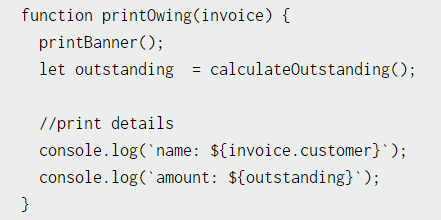 function printOwing(invoice) {
  printBanner();
  let outstanding  = calculateOutstanding();

  //print details
  console.log(`name: ${invoice.customer}`);
  console.log(`amount: ${outstanding}`);
}